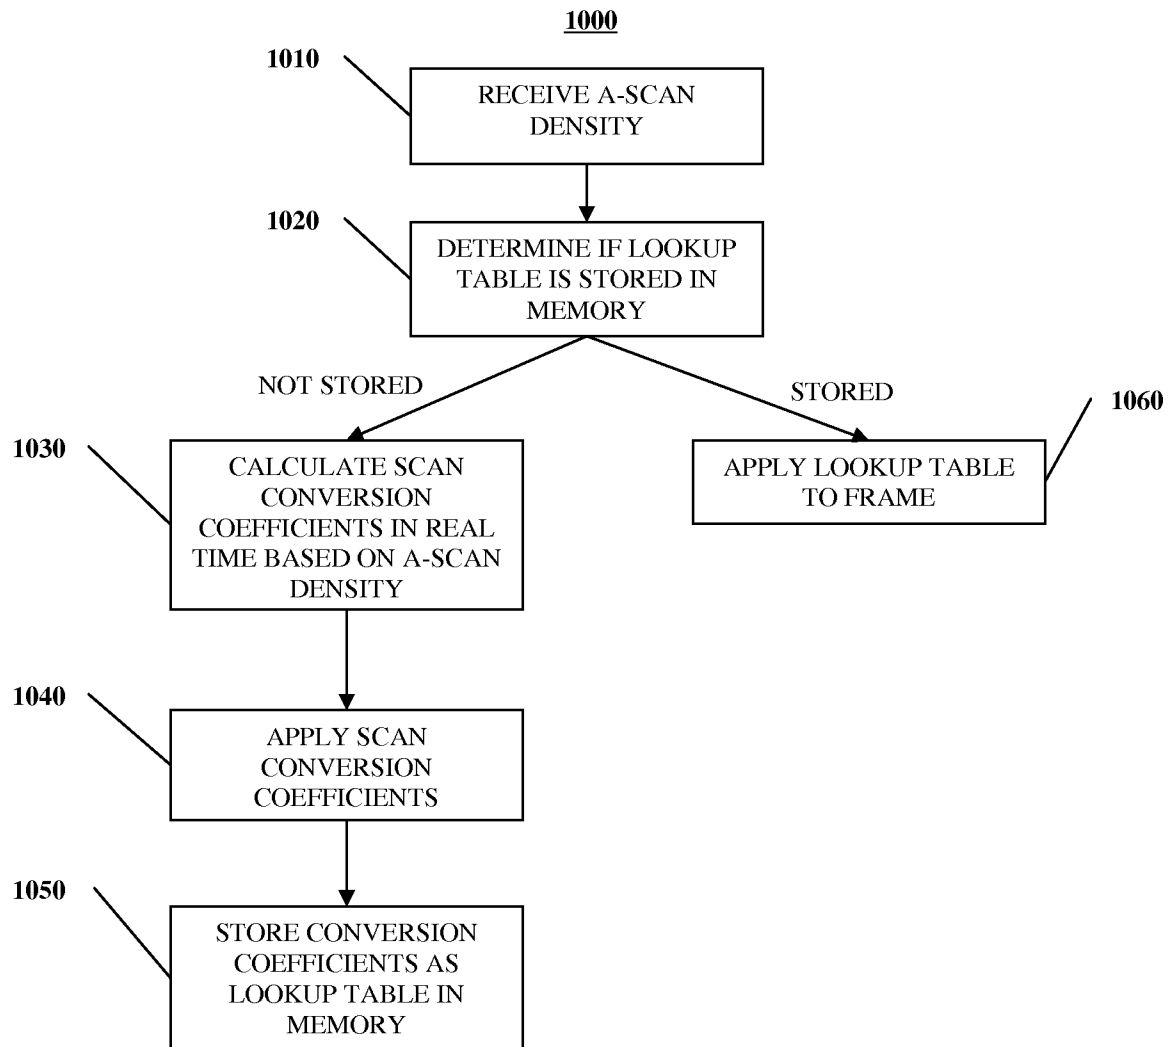 1000
1010
RECEIVE A-SCAN
DENSITY
1020
DETERMINE IF LOOKUP
TABLE IS STORED IN
MEMORY
NOT STORED
STORED
1060
1030
CALCULATE SCAN
CONVERSION
COEFFICIENTS IN REAL
TIME BASED ON A-SCAN
DENSITY
APPLY LOOKUP TABLE
TO FRAME
1040
APPLY SCAN
CONVERSION
COEFFICIENTS
1050
STORE CONVERSION
COEFFICIENTS AS
LOOKUP TABLE IN
MEMORY